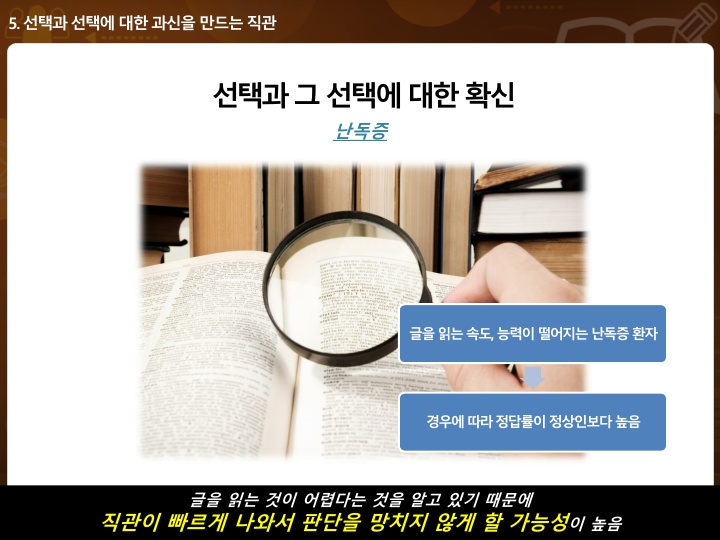 5. 선택과 선택에 대한 과신을 만드는 직관
선택과 그 선택에 대한 확신
난독증
글을 읽는 속도, 능력이 떨어지는 난독증 환자
경우에 따라 정답률이 정상인보다 높음
글을 읽는 것이 어렵다는 것을 알고 있기 때문에
직관이 빠르게 나와서 판단을 망치지 않게 할 가능성이 높음